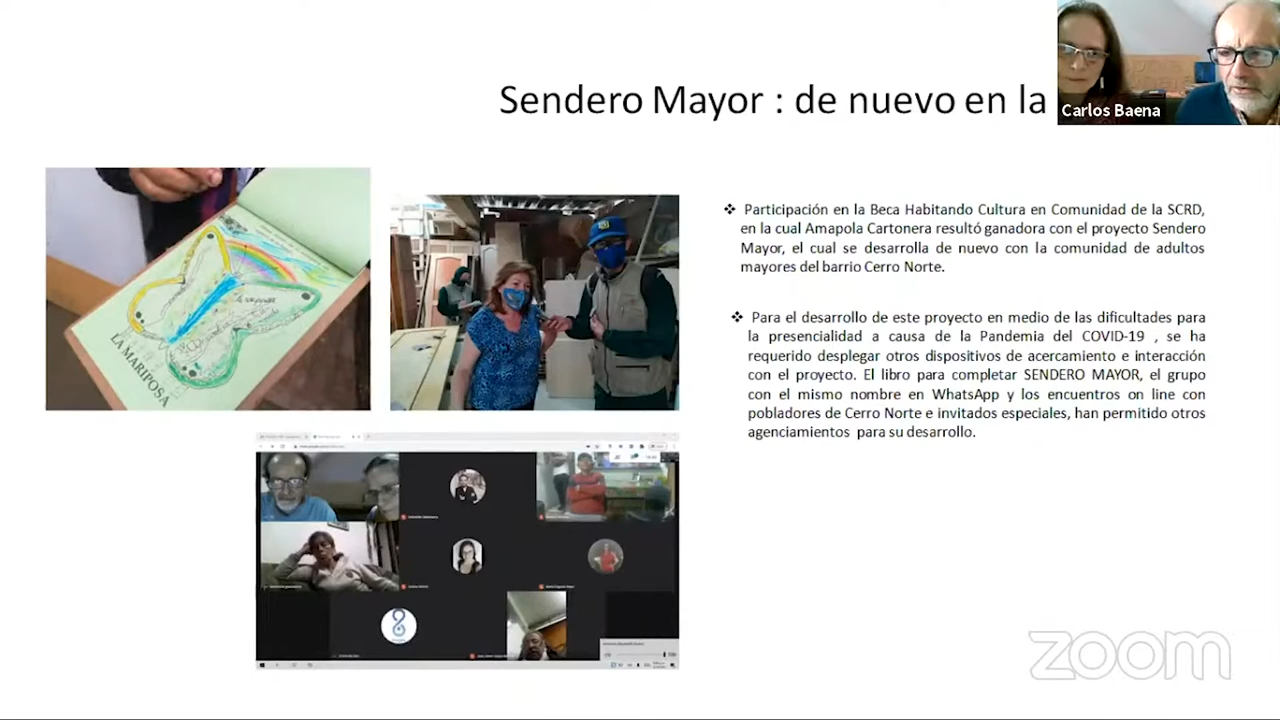 Sendero Mayor : de nuevo en la
Carlos Baena
❖ Participación en la Beca Habitando Cultura en Comunidad de la SCRD,
en la cual Amapola Cartonera resultó ganadora con el proyecto Sendero
Mayor, el cual se desarrolla de nuevo con la comunidad de adultos
mayores del barrio Cerro Norte.
❖ Para el desarrollo de este proyecto en medio de las dificultades para
la presencialidad a causa de la Pandemia del COVID-19 , se ha
requerido desplegar otros dispositivos de acercamiento e interacción
con el proyecto. El libro para completar SENDERO MAYOR, el grupo
con el mismo nombre en WhatsApp y los encuentros on line con
pobladores de Cerro Norte e invitados especiales, han permitido otros
agenciamientos para su desarrollo.
LA MARIPOSA
zoom